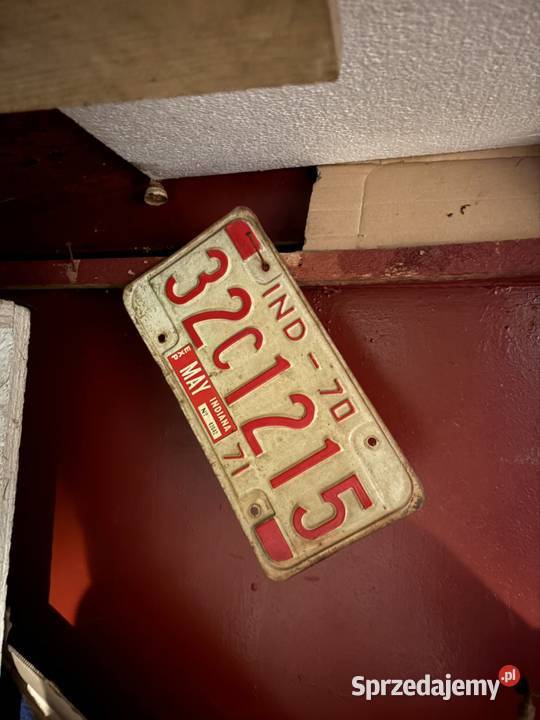 IND - 70
32C1215
EXP MAY INDIANA 71
Sprzedajemy.pl